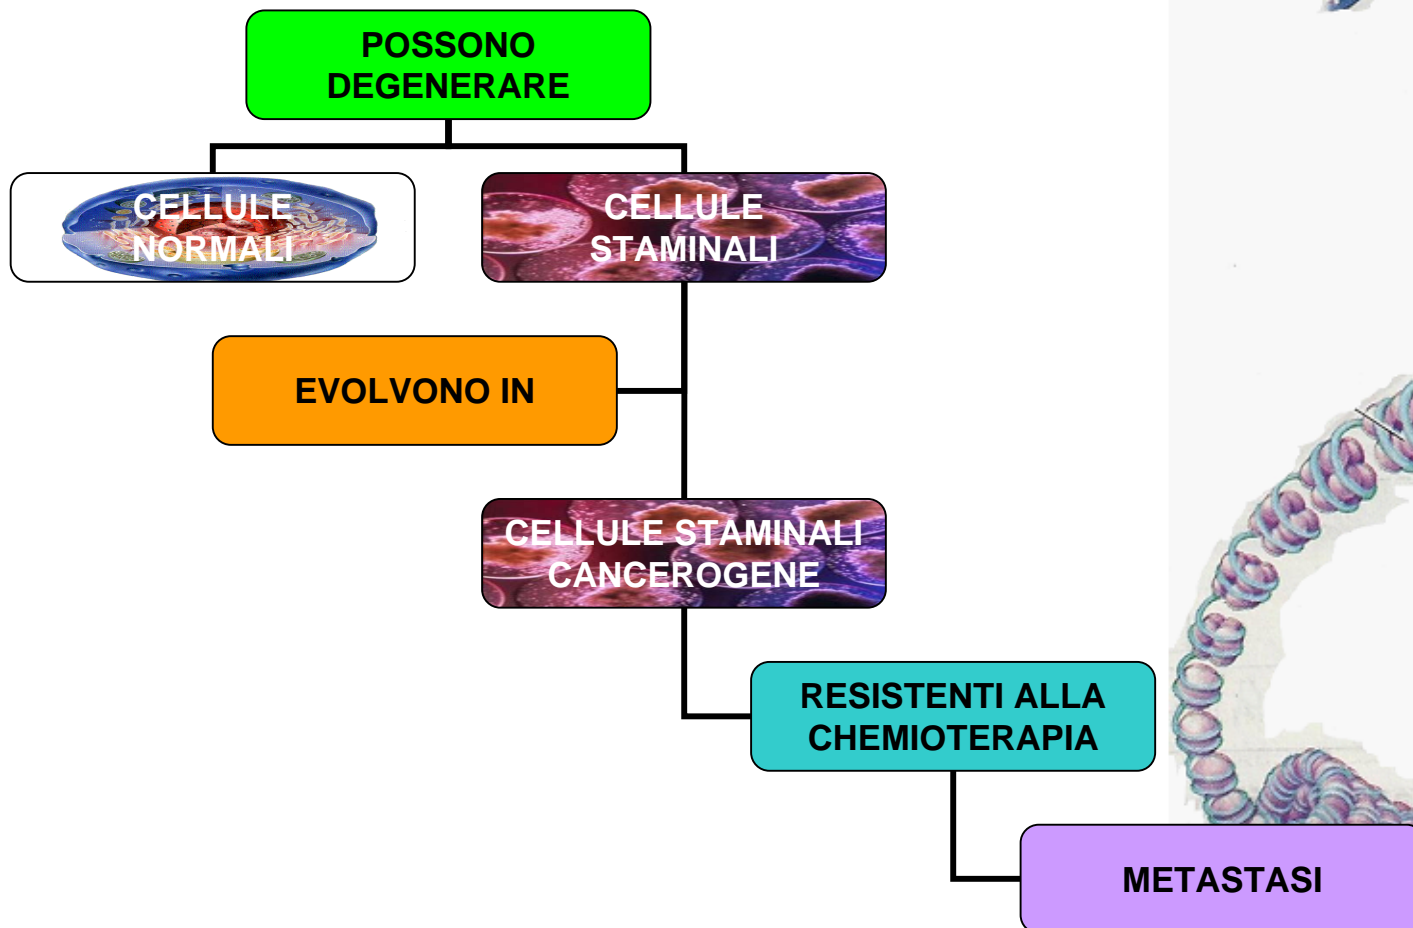 POSSONO
DEGENERARE
CELLULE
NORMALI
CELLULE
STAMINALI
EVOLVONO IN
CELLULE STAMINALI
CANCEROGENE
RESISTENTI ALLA
CHEMIOTERAPIA
METASTASI